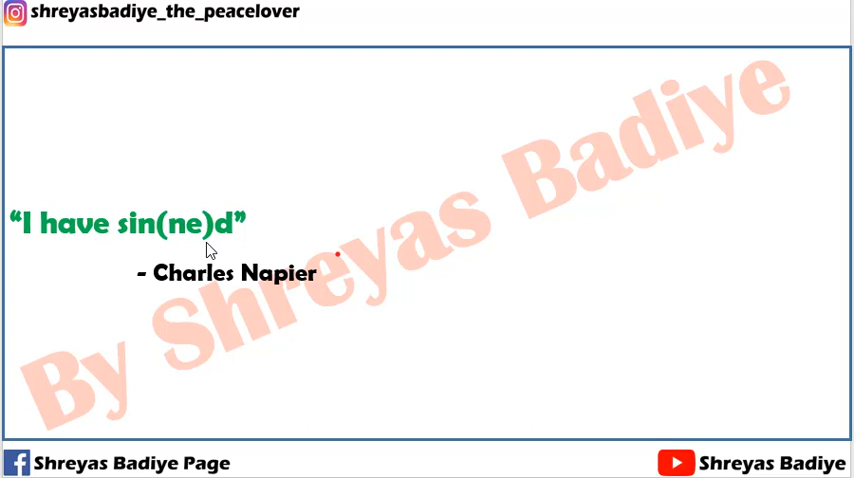 shreyasbadiye_the_peacelover
“I have sin(ne)d”
- Charles Napier
By Shreyas Badiye
Shreyas Badiye Page
Shreyas Badiye